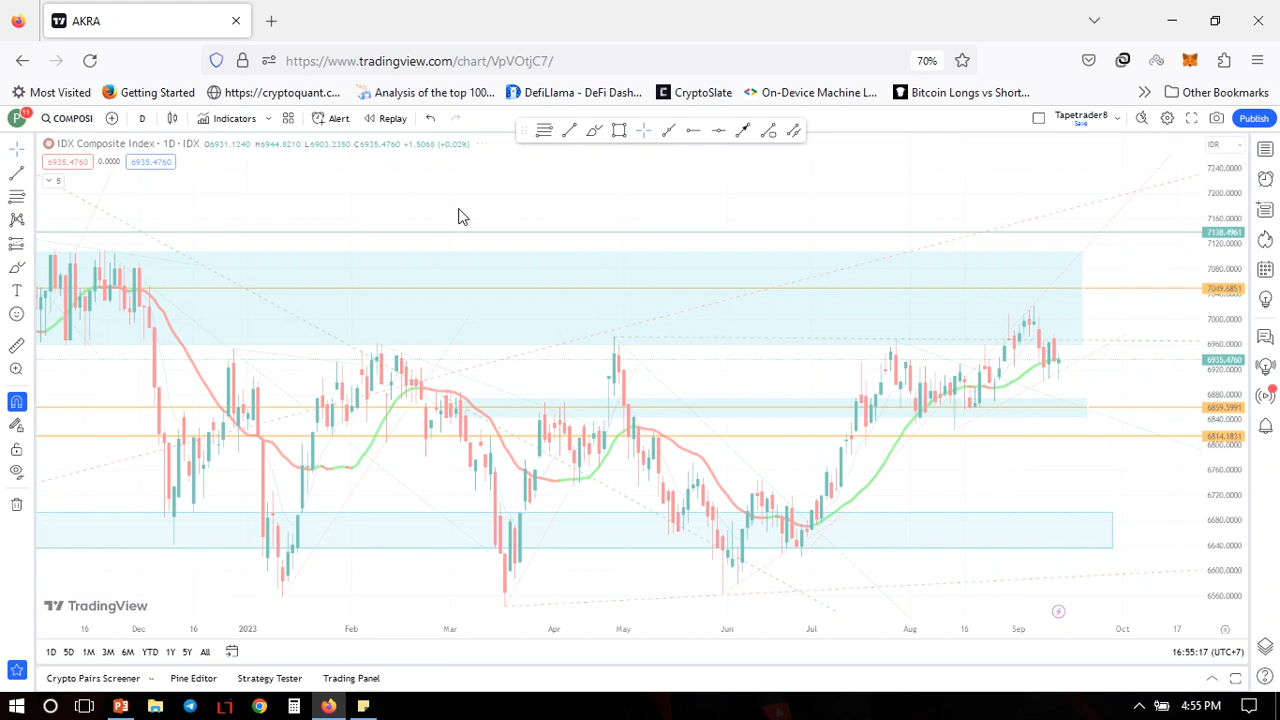 AKRA
https://www.tradingview.com/chart/VpVOtjC7/
70%
Most Visited
Getting Started
https://cryptoquant.c...
Analysis of the top 100...
DefiLlama - DeFi Dash...
CryptoSlate
On-Device Machine L...
Bitcoin Longs vs Short...
Other Bookmarks
P
11
COMPOSI
D
Indicators
Alert
Replay
Tapetrader8
Save
Publish
IDX Composite Index · 1D · IDX O6931.1240 H6944.8210 L6903.2350 C6935.4760 +1.5068 (+0.02%)
IDR
6935.4760
0.0000
6935.4760
5
7240.0000
7200.0000
7160.0000
7138.4961
7120.0000
7080.0000
7049.6851
7040.0000
7000.0000
6960.0000
6935.4760
6920.0000
6880.0000
6859.5991
6840.0000
6814.1831
6800.0000
6760.0000
6720.0000
6680.0000
6640.0000
6600.0000
6560.0000
TradingView
16
Dec
16
2023
Feb
Mar
Apr
May
Jun
Jul
Aug
16
Sep
Oct
17
1D 5D 1M 3M 6M YTD 1Y 5Y All
16:55:17 (UTC+7)
Crypto Pairs Screener
Pine Editor
Strategy Tester
Trading Panel
4:55 PM